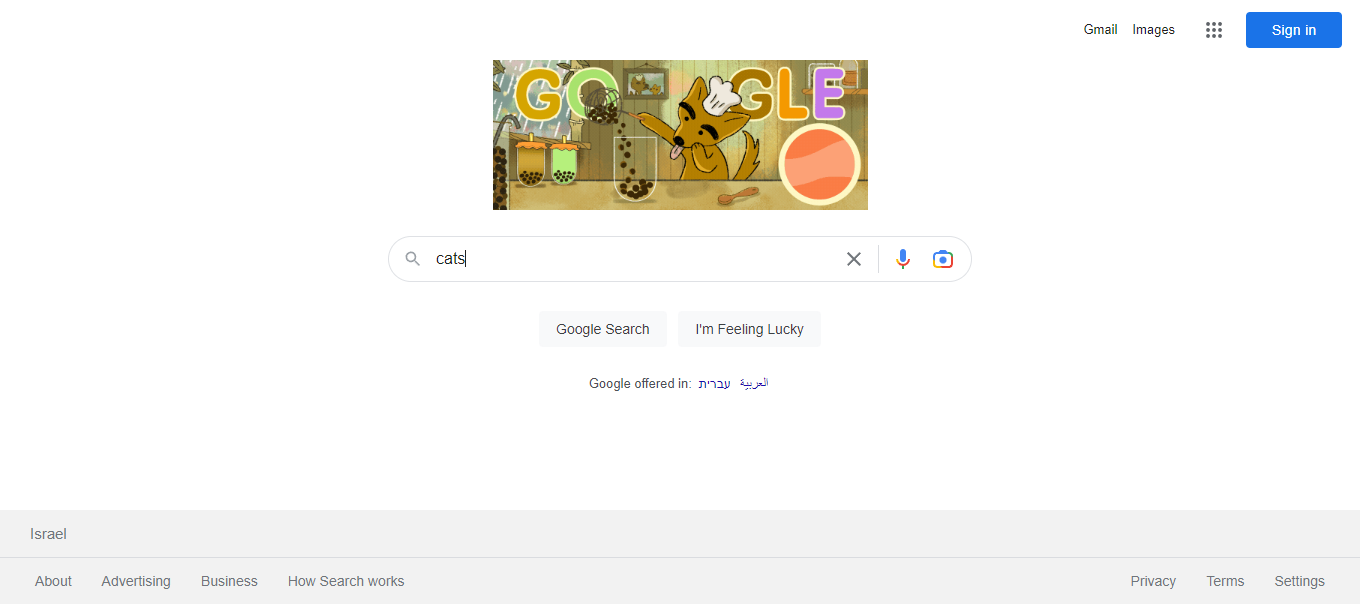 Gmail Images Sign in
GOOGLE
cats
Google Search I'm Feeling Lucky
Google offered in: עברית العربية
Israel
About Advertising Business How Search works Privacy Terms Settings